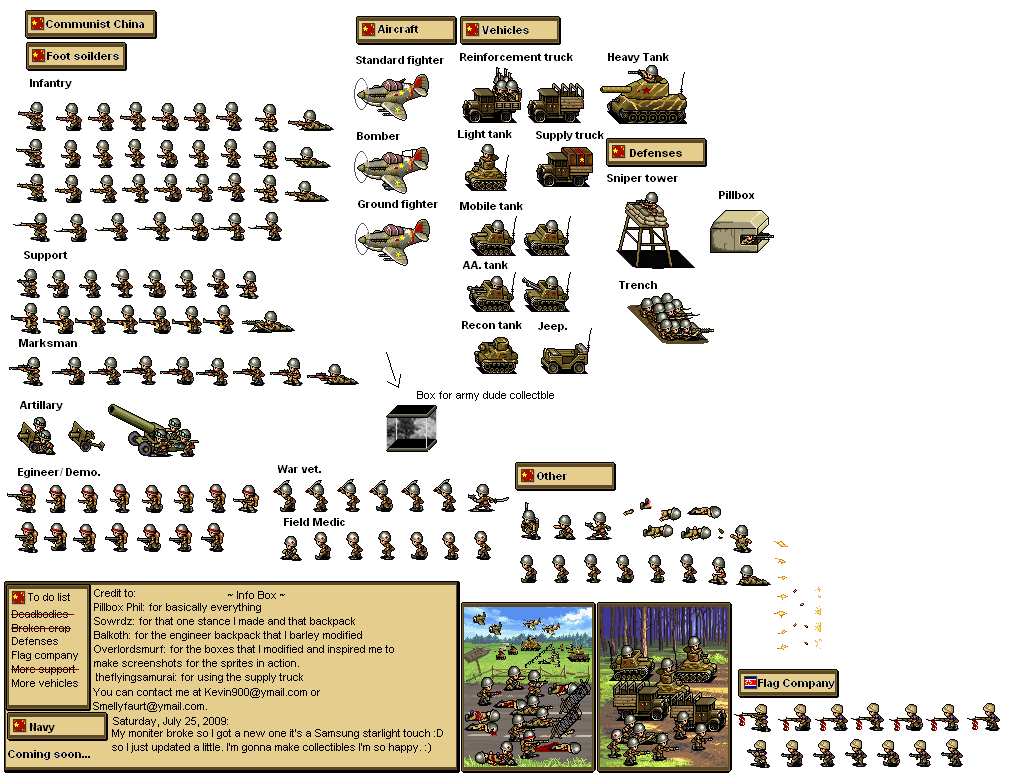 Communist China
Foot soilders
Infantry
Support
Marksman
Artillary
Egineer/Demo.
War vet.
Field Medic
Aircraft
Standard fighter
Bomber
Ground fighter
Vehicles
Reinforcement truck
Heavy Tank
Light tank
Supply truck
Mobile tank
AA. tank
Recon tank
Jeep.
Defenses
Sniper tower
Pillbox
Trench
Box for army dude collectble
Other
To do list
Deadbodies
Broken crap
Defenses
Flag company
More support
More vehicles
Navy
Coming soon...
Credit to:
~ Info Box ~
Pillbox Phil: for basically everything
Sowrdz: for that one stance I made and that backpack
Balkoth: for the engineer backpack that I barley modified
Overlordsmurf: for the boxes that I modified and inspired me to
make screenshots for the sprites in action.
theflyingsamurai: for using the supply truck
You can contact me at Kevin900@ymail.com or
Smellyfaurt@ymail.com.
Saturday, July 25, 2009:
My moniter broke so I got a new one it's a Samsung starlight touch :D
so I just updated a little. I'm gonna make collectibles I'm so happy. :)
Flag Company